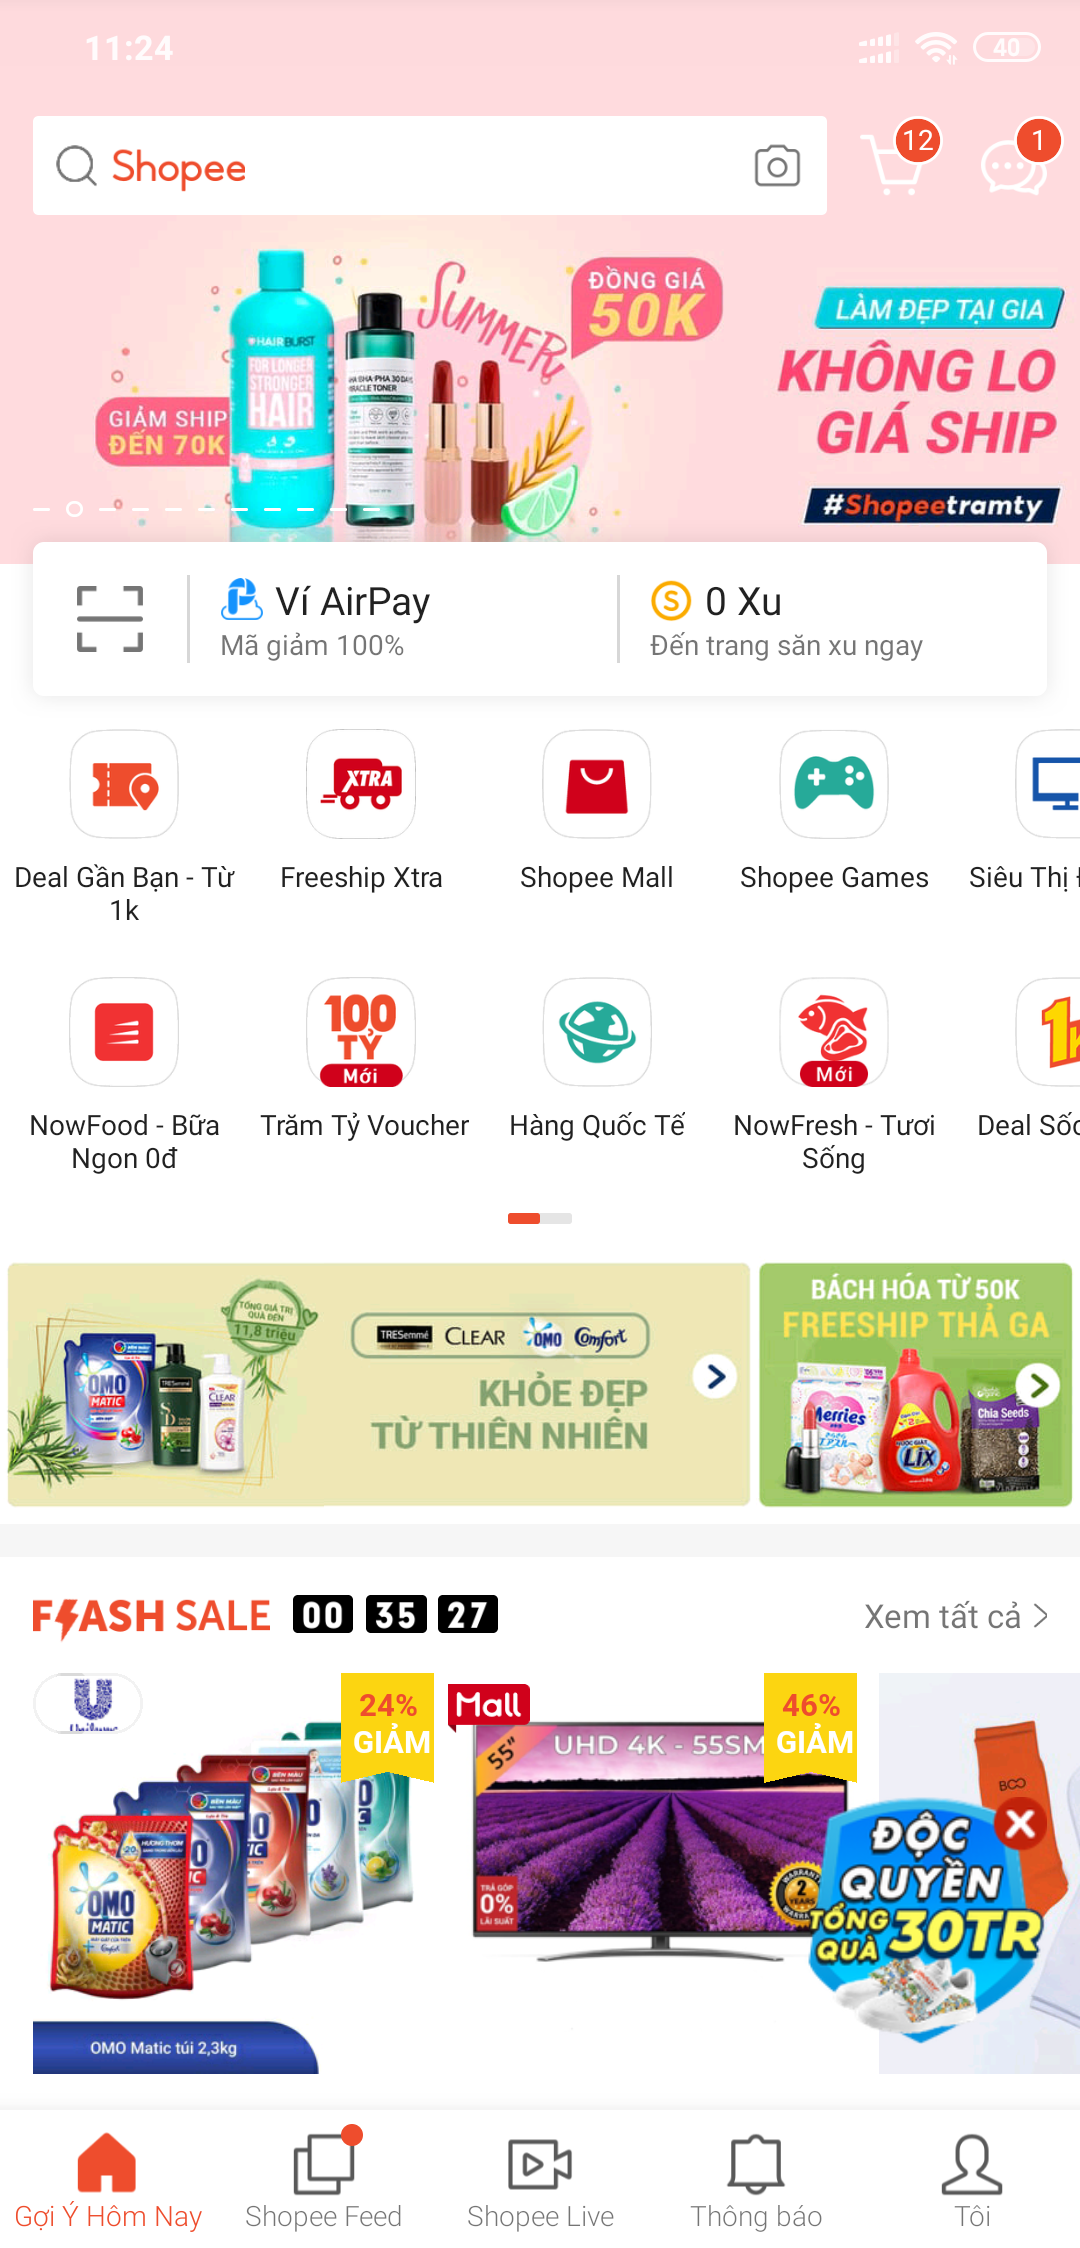 11:24
40
Shopee
12
1
GIẢM SHIP
ĐẾN 70K
HAIRBURST
FOR LONGER
STRONGER
HAIR
SUMMER
ĐỒNG GIÁ
50K
LÀM ĐẸP TẠI GIA
KHÔNG LO
GIÁ SHIP
#Shopeetramty
Ví AirPay
Mã giảm 100%
0 Xu
Đến trang săn xu ngay
XTRA
Deal Gần Bạn - Từ
1k
Freeship Xtra
Shopee Mall
Shopee Games
Siêu Thị
100
TỶ
Mới
Mới
NowFood - Bữa
Ngon 0đ
Trăm Tỷ Voucher
Hàng Quốc Tế
NowFresh - Tươi
Sống
Deal Sốc
TỔNG GIÁ TRỊ
QUÀ ĐẾN
11,8 triệu
TRESemmé CLEAR OMO Comfort
KHỎE ĐẸP
TỪ THIÊN NHIÊN
OMO
MATIC
CLEAR
BÁCH HÓA TỪ 50K
FREESHIP THẢ GA
Merries
LIX
Chia Seeds
FLASH SALE 00 35 27
Xem tất cả
24%
GIẢM
OMO
MATIC
OMO Matic túi 2,3kg
Mall
46%
GIẢM
55"
UHD 4K - 55SM
TRẢ GÓP
0%
LÃI SUẤT
WARRANTY
2
YEARS
BOO
ĐỘC
QUYỀN
TỔNG
QUÀ 30TR
Gợi Ý Hôm Nay
Shopee Feed
Shopee Live
Thông báo
Tôi